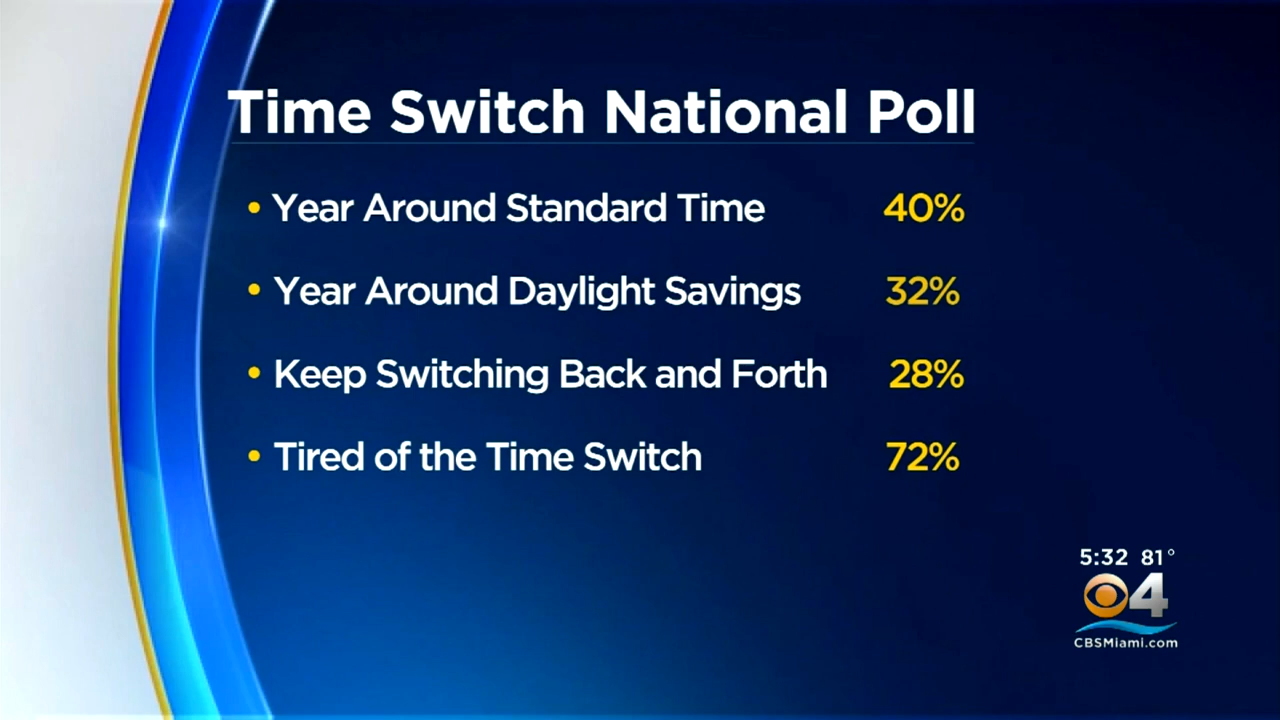 Time Switch National Poll
• Year Around Standard Time 40%
• Year Around Daylight Savings 32%
• Keep Switching Back and Forth 28%
• Tired of the Time Switch 72%
5:32 81°
4
CBSMiami.com